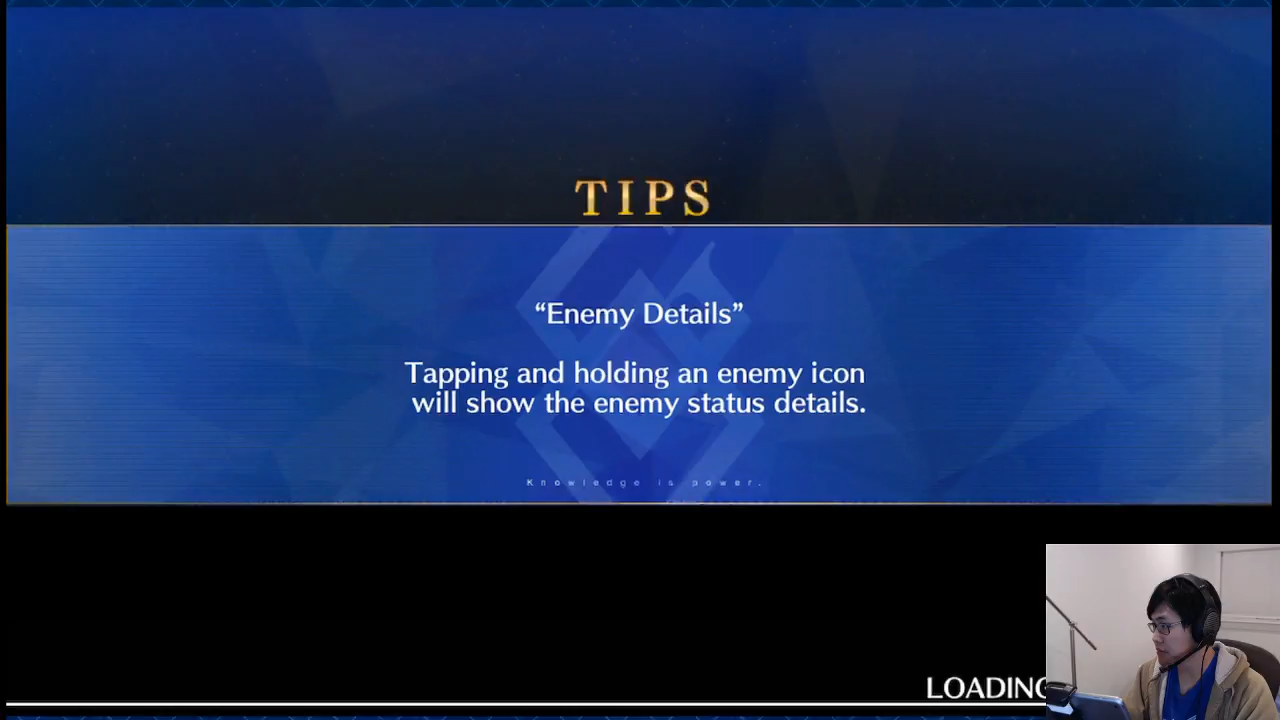 TIPS
“Enemy Details”
Tapping and holding an enemy icon
will show the enemy status details.
Knowledge is power.
LOADING